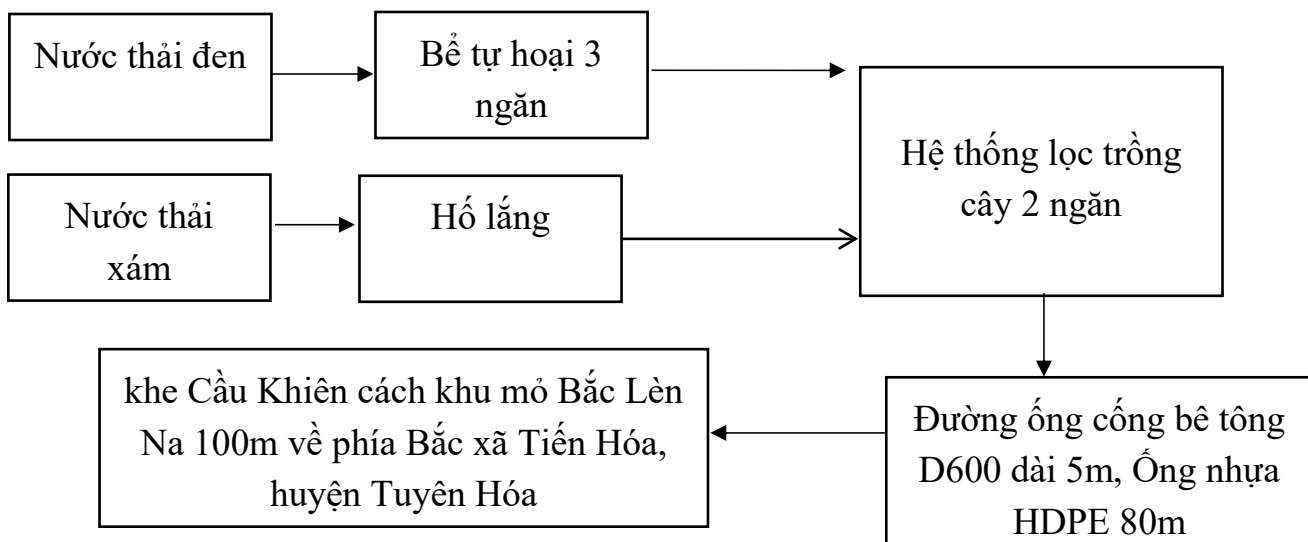 Nước thải đen
Bể tự hoại 3
ngăn
Hệ thống lọc trồng
cây 2 ngăn
Nước thải
xám
Hố lắng
khe Cầu Khiên cách khu mỏ Bắc Lèn
Na 100m về phía Bắc xã Tiến Hóa,
huyện Tuyên Hóa
Đường ống cống bê tông
D600 dài 5m, Ống nhựa
HDPE 80m